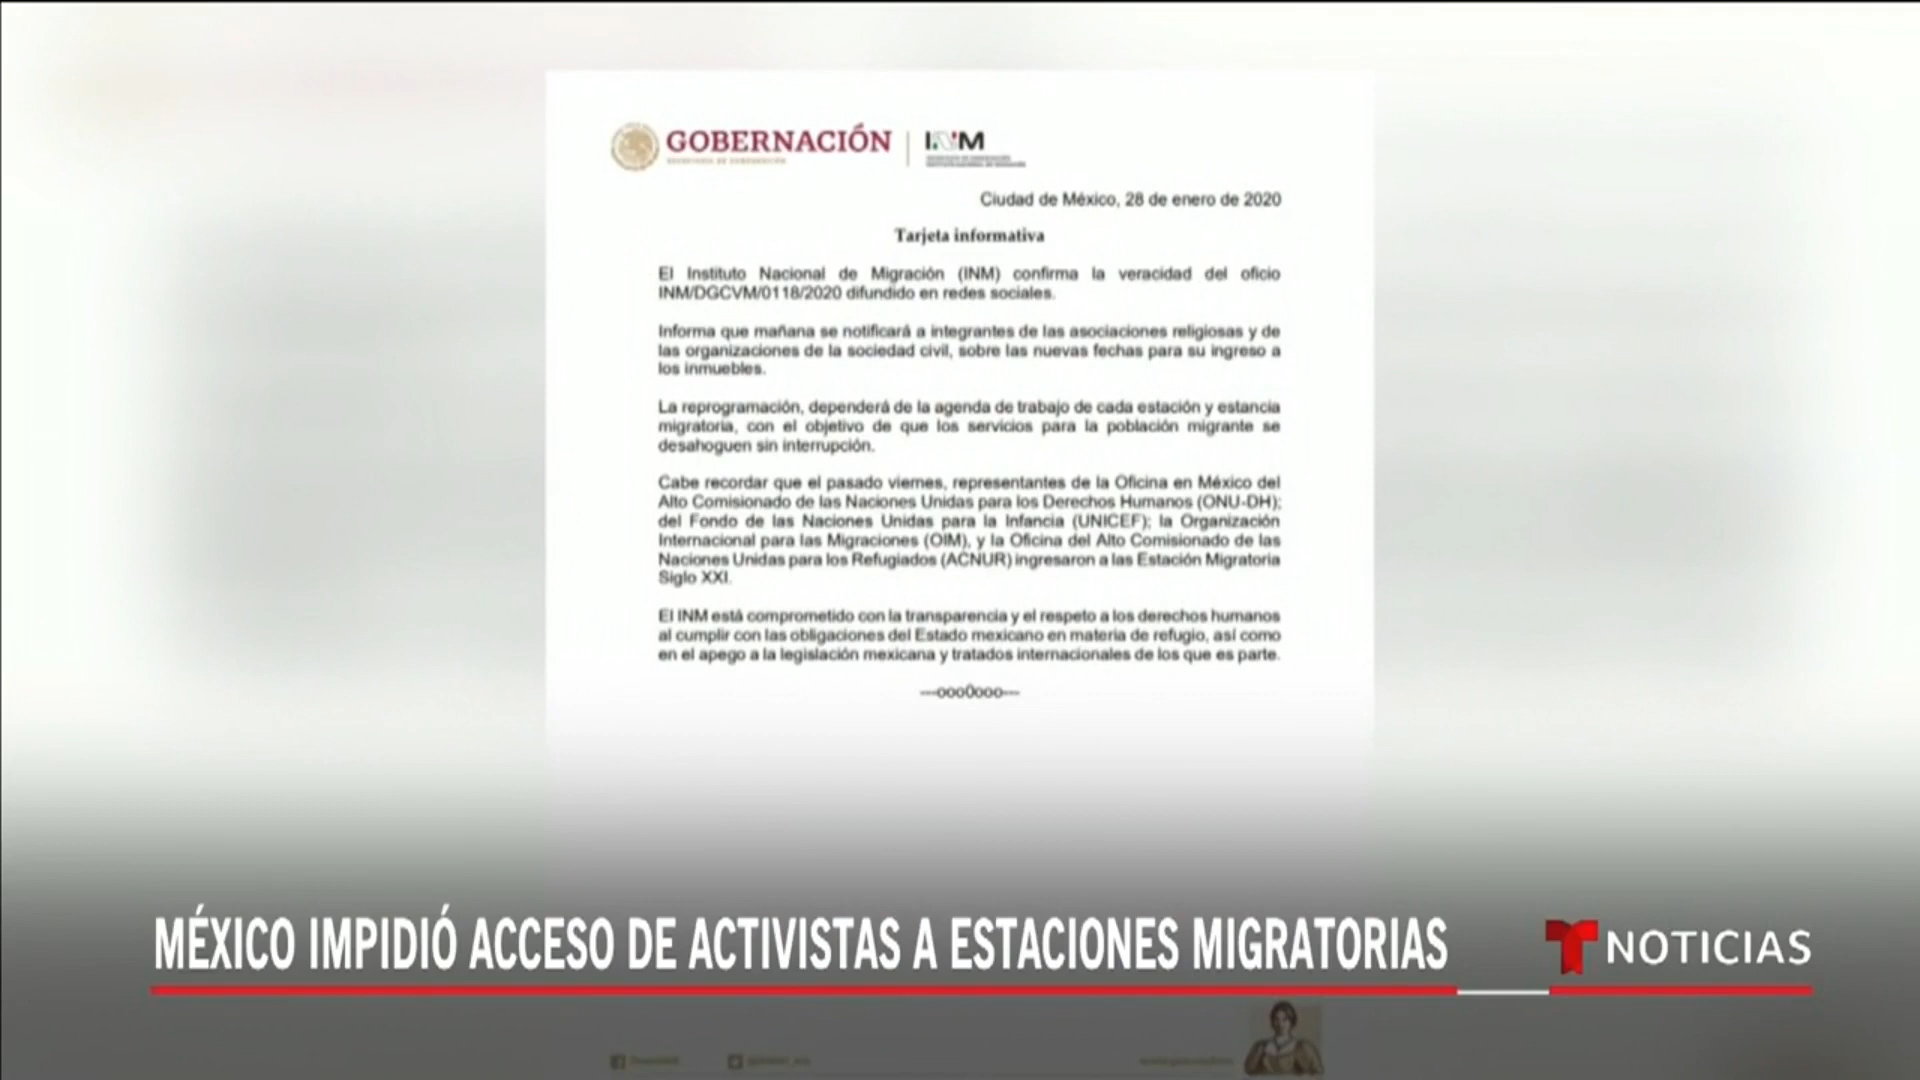 GOBERNACIÓN
SECRETARÍA DE GOBERNACIÓN
INM
Ciudad de México, 28 de enero de 2020
Tarjeta informativa
El Instituto Nacional de Migración (INM) confirma la veracidad del oficio
INM/DGCVM/0118/2020 difundido en redes sociales.
Informa que mañana se notificará a integrantes de las asociaciones religiosas y de
las organizaciones de la sociedad civil, sobre las nuevas fechas para su ingreso a
los inmuebles.
La reprogramación, dependerá de la agenda de trabajo de cada estación y estancia
migratoria, con el objetivo de que los servicios para la población migrante se
desahoguen sin interrupción.
Cabe recordar que el pasado viernes, representantes de la Oficina en México del
Alto Comisionado de las Naciones Unidas para los Derechos Humanos (ONU-DH);
del Fondo de las Naciones Unidas para la Infancia (UNICEF); la Organización
Internacional para las Migraciones (OIM), y la Oficina del Alto Comisionado de las
Naciones Unidas para los Refugiados (ACNUR) ingresaron a las Estación Migratoria
Siglo XXI.
El INM está comprometido con la transparencia y el respeto a los derechos humanos
al cumplir con las obligaciones del Estado mexicano en materia de refugio, así como
en el apego a la legislación mexicana y tratados internacionales de los que es parte.
---ooo0ooo---
MÉXICO IMPIDIÓ ACCESO DE ACTIVISTAS A ESTACIONES MIGRATORIAS
T NOTICIAS